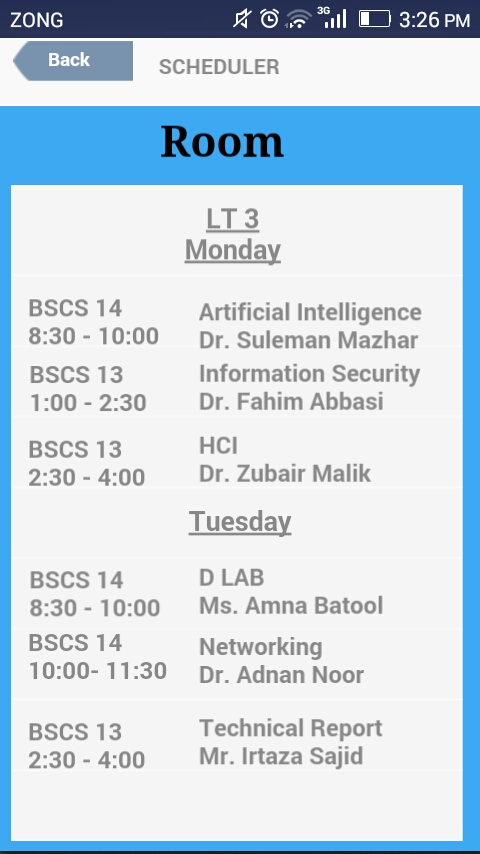 ZONG 3G 3:26 PM
Back SCHEDULER
Room
LT 3
Monday
BSCS 14 Artificial Intelligence
8:30 - 10:00 Dr. Suleman Mazhar
BSCS 13 Information Security
1:00 - 2:30 Dr. Fahim Abbasi
BSCS 13 HCI
2:30 - 4:00 Dr. Zubair Malik
Tuesday
BSCS 14 D LAB
8:30 - 10:00 Ms. Amna Batool
BSCS 14 Networking
10:00- 11:30 Dr. Adnan Noor
BSCS 13 Technical Report
2:30 - 4:00 Mr. Irtaza Sajid